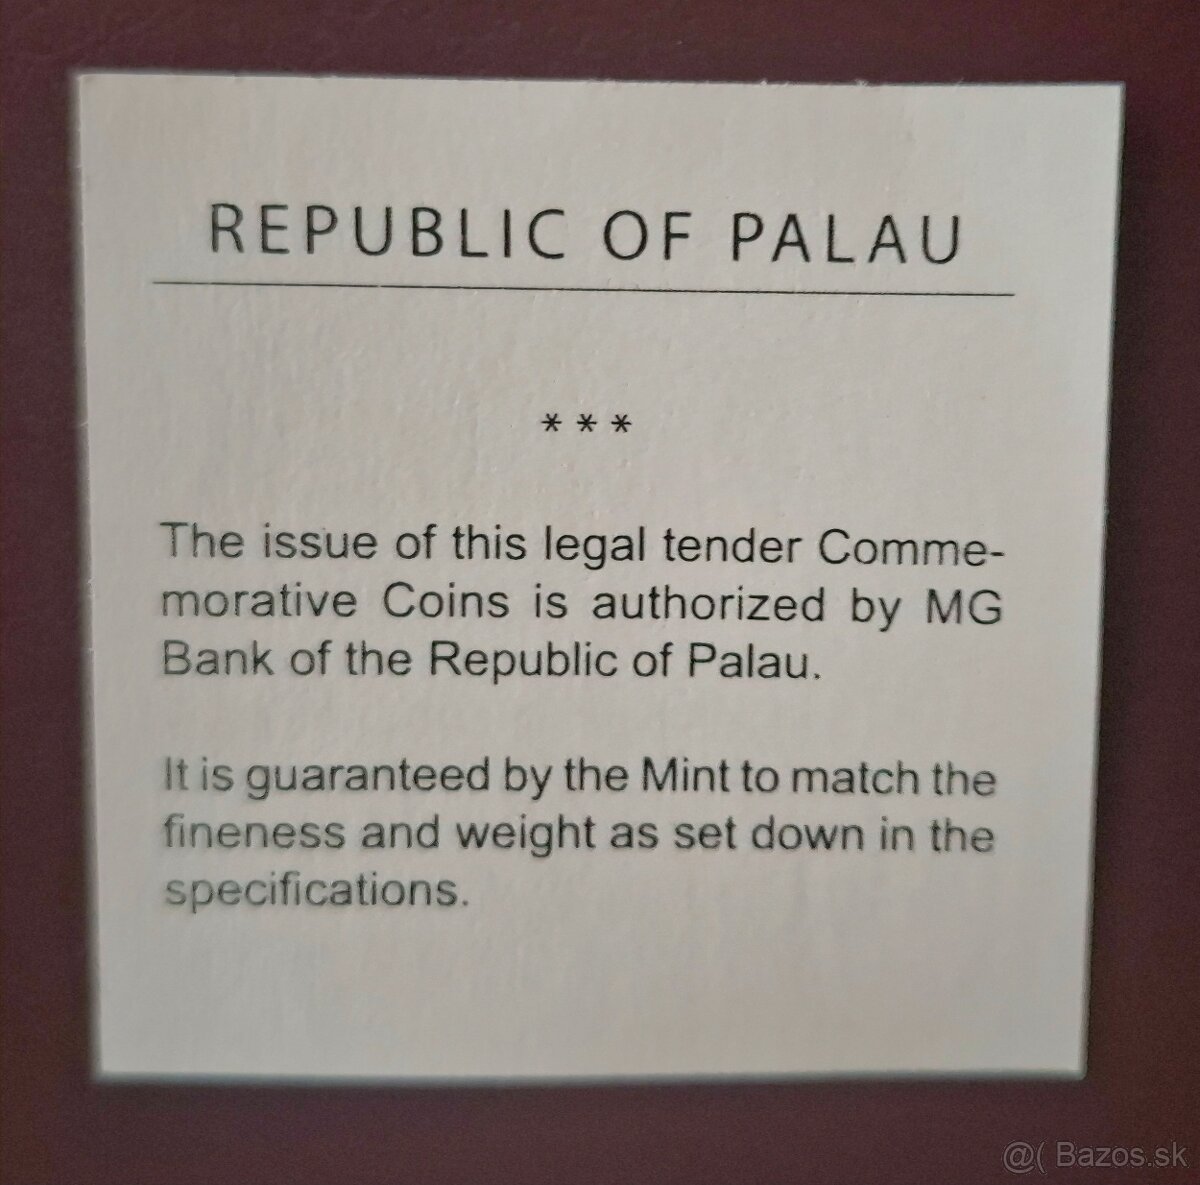 REPUBLIC OF PALAU
* * *
The issue of this legal tender Comme-
morative Coins is authorized by MG
Bank of the Republic of Palau.
It is guaranteed by the Mint to match the
fineness and weight as set down in the
specifications.
@( Bazos.sk